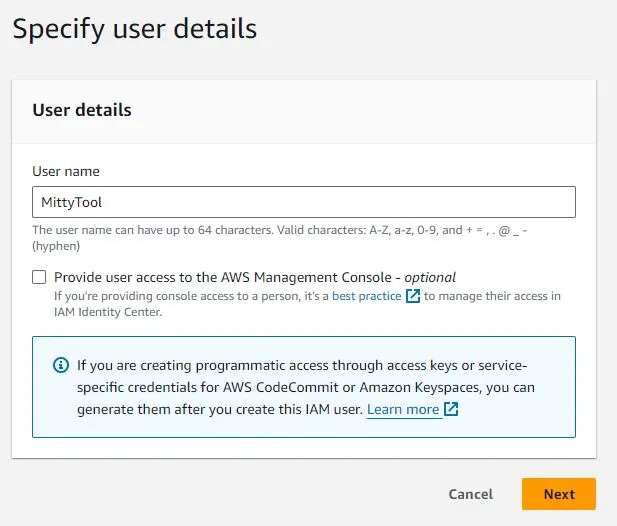 Specify user details
User details
User name
MittyTool
The user name can have up to 64 characters. Valid characters: A-Z, a-z, 0-9, and + = , . @ _ -
(hyphen)
Provide user access to the AWS Management Console - optional
If you're providing console access to a person, it's a best practice to manage their access in
IAM Identity Center.
If you are creating programmatic access through access keys or service-
specific credentials for AWS CodeCommit or Amazon Keyspaces, you can
generate them after you create this IAM user. Learn more
Cancel Next